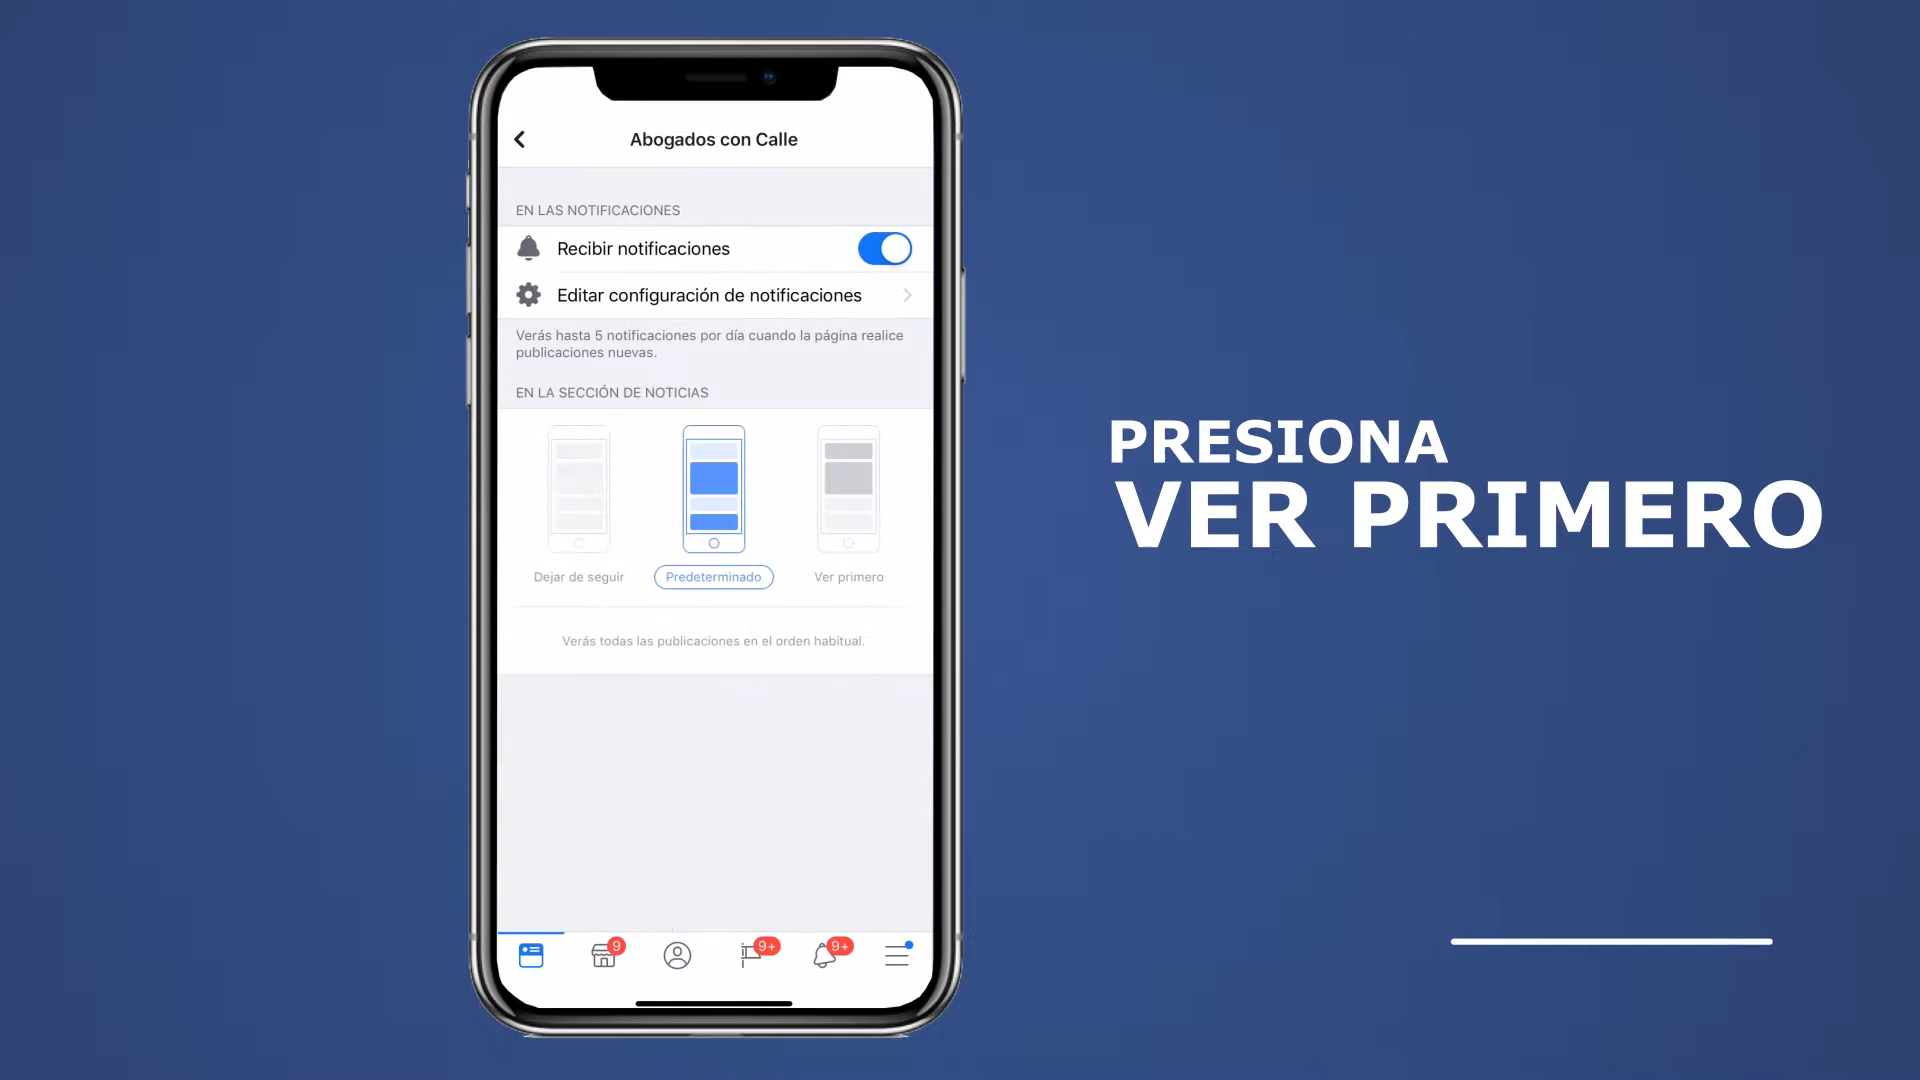 Abogados con Calle
EN LAS NOTIFICACIONES
Recibir notificaciones
Editar configuración de notificaciones
Verás hasta 5 notificaciones por día cuando la página realice
publicaciones nuevas.
EN LA SECCIÓN DE NOTICIAS
Dejar de seguir
Predeterminado
Ver primero
Verás todas las publicaciones en el orden habitual.
9
9+
9+
PRESIONA
VER PRIMERO